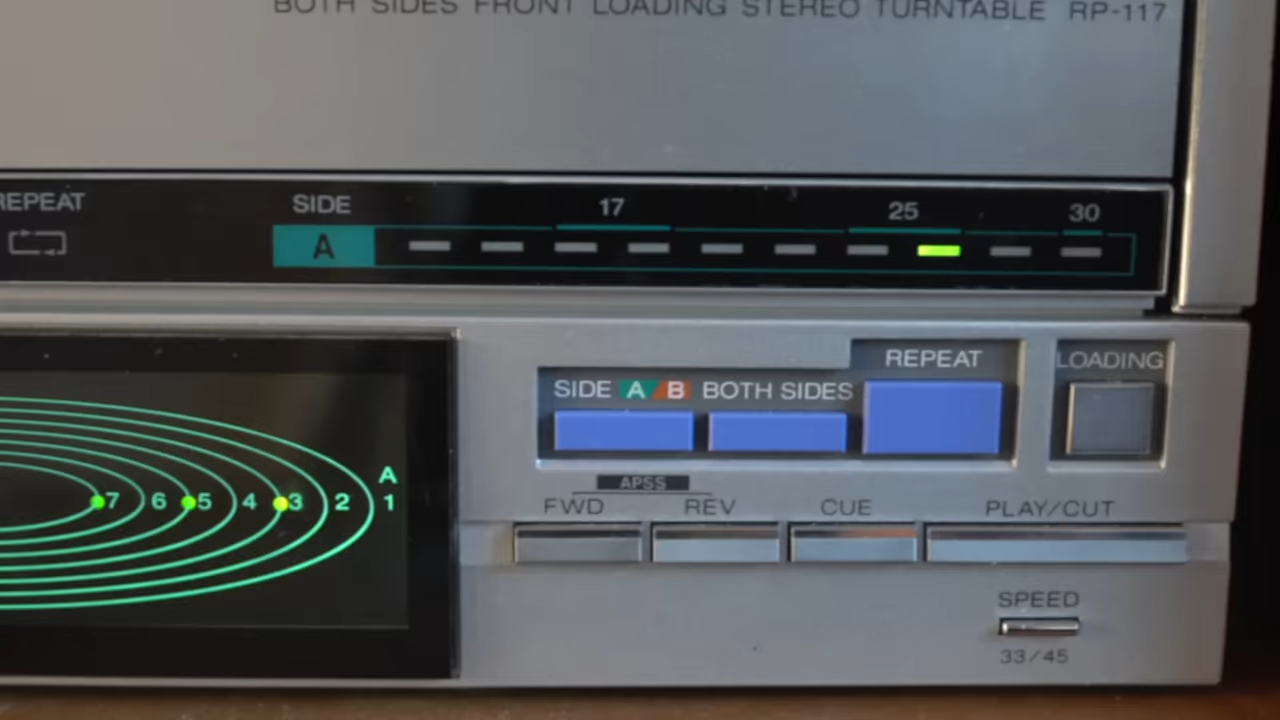 BOTH SIDES FRONT LOADING STEREO TURNTABLE RP-117
REPEAT
SIDE
17
25
30
A
REPEAT
LOADING
SIDE A/B BOTH SIDES
APSS
FWD REV CUE PLAY/CUT
A
7 6 5 4 3 2 1
SPEED
33/45